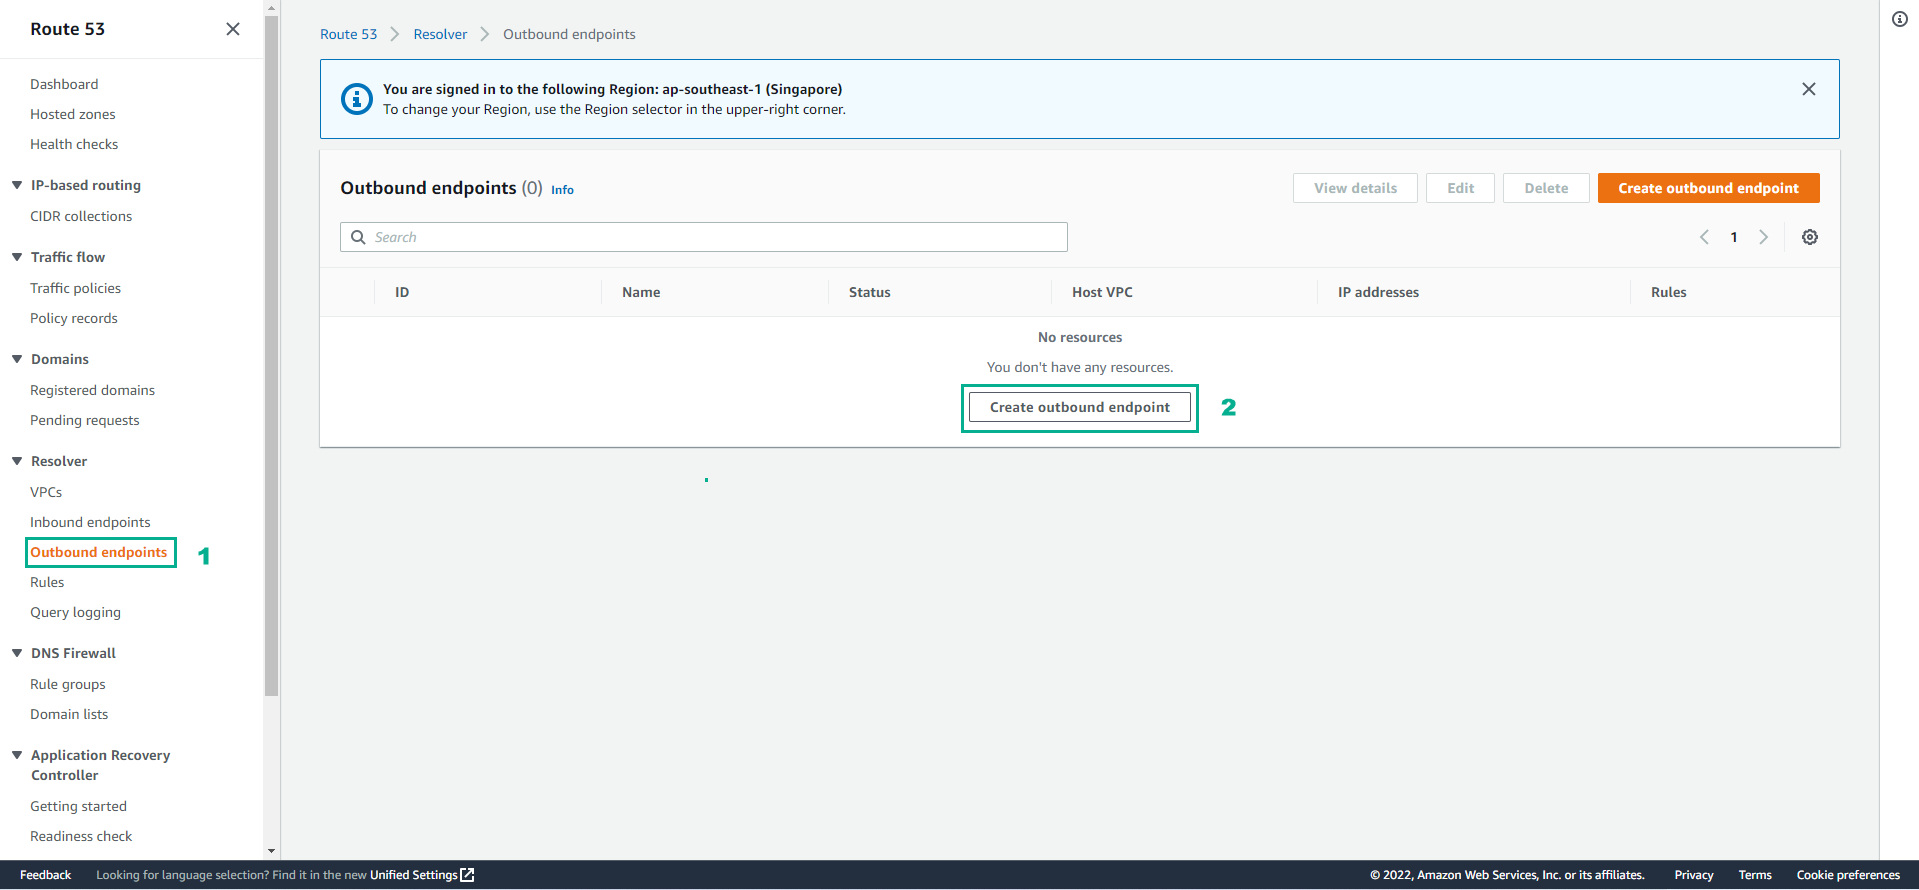 Route 53
Dashboard
Hosted zones
Health checks
IP-based routing
CIDR collections
Traffic flow
Traffic policies
Policy records
Domains
Registered domains
Pending requests
Resolver
VPCs
Inbound endpoints
Outbound endpoints 1
Rules
Query logging
DNS Firewall
Rule groups
Domain lists
Application Recovery
Controller
Getting started
Readiness check
Route 53 Resolver Outbound endpoints
You are signed in to the following Region: ap-southeast-1 (Singapore)
To change your Region, use the Region selector in the upper-right corner.
Outbound endpoints (0) Info View details Edit Delete Create outbound endpoint
Search 1
ID Name Status Host VPC IP addresses Rules
No resources
You don't have any resources.
Create outbound endpoint 2
Feedback Looking for language selection? Find it in the new Unified Settings © 2022, Amazon Web Services, Inc. or its affiliates. Privacy Terms Cookie preferences